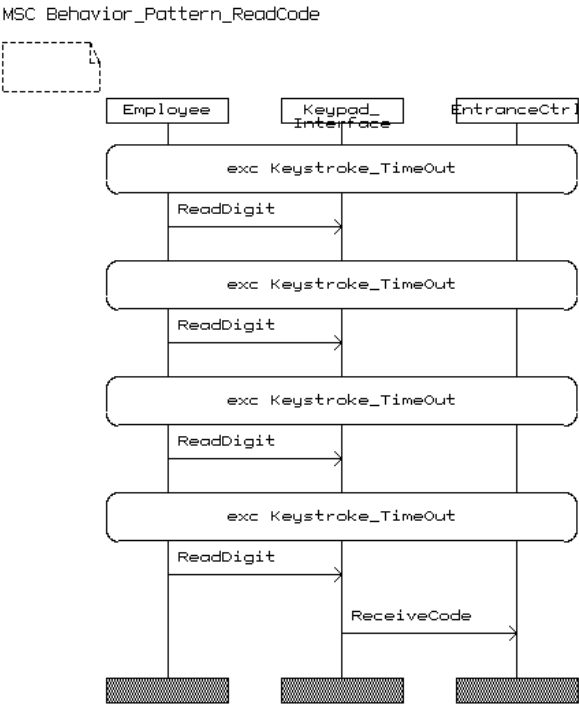 MSC Behavior_Pattern_ReadCode
Employee
Keypad_
Interface
EntranceCtrl
exc Keystroke_TimeOut
ReadDigit
exc Keystroke_TimeOut
ReadDigit
exc Keystroke_TimeOut
ReadDigit
exc Keystroke_TimeOut
ReadDigit
ReceiveCode